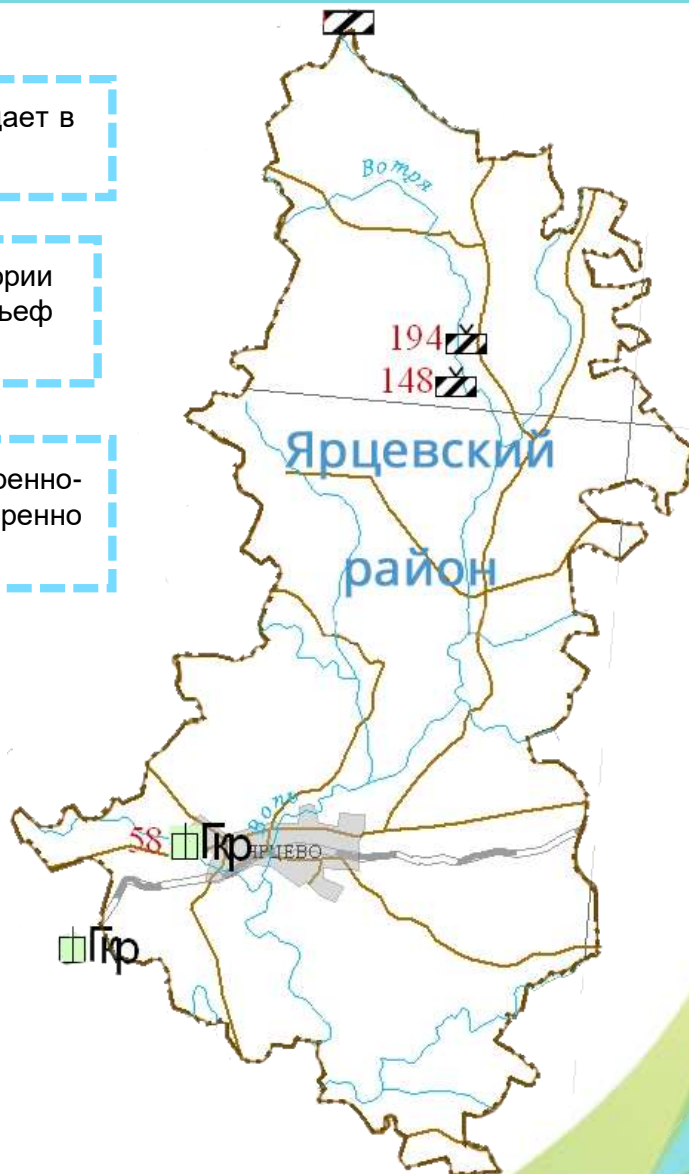 дает в
ории
ьеф
ренно-
ренно
Вотря
194
148
Ярцевский
район
Вопь
58 Гкр
ЯРЦЕВО
Гкр